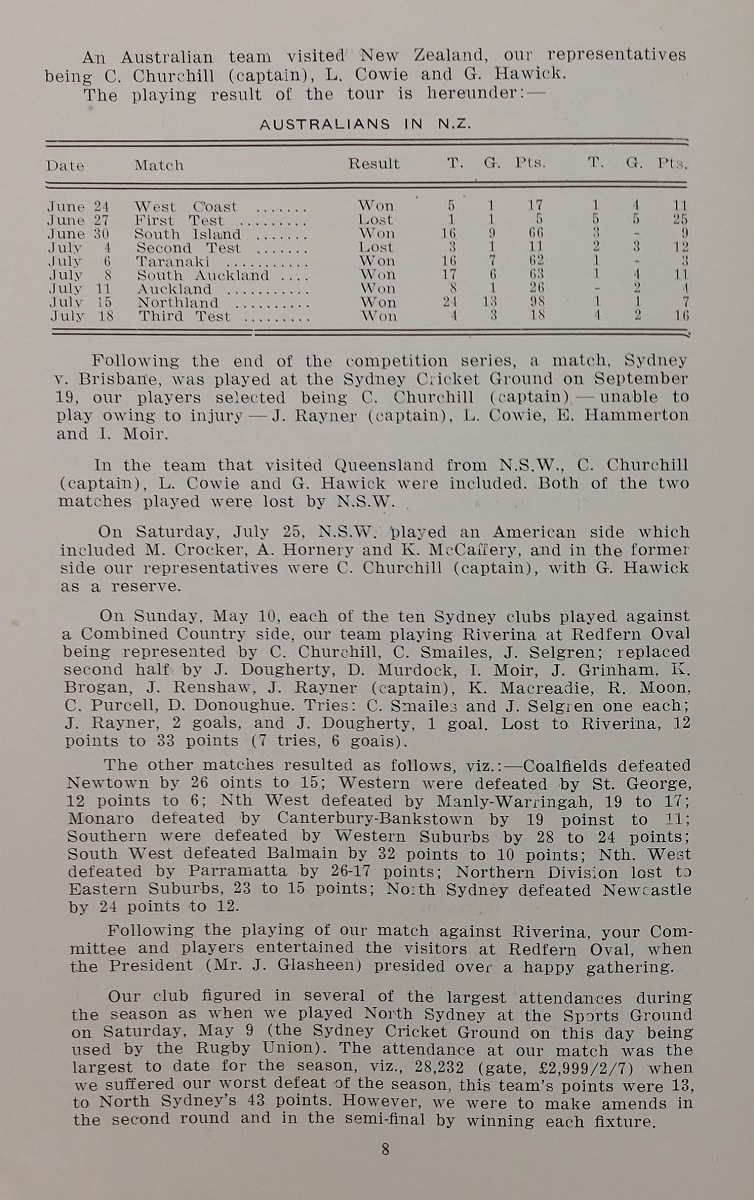 An Australian team visited New Zealand, our representatives
being C. Churchill (captain), L. Cowie and G. Hawick.
The playing result of the tour is hereunder:—
AUSTRALIANS IN N.Z.
Date Match Result T. G. Pts. T. G. Pts.
June 24 West Coast ....... Won 5 1 17 1 4 11
June 27 First Test ......... Lost 1 1 5 5 5 25
June 30 South Island ....... Won 16 9 66 3 - 9
July 4 Second Test ....... Lost 3 1 11 2 3 12
July 6 Taranaki ........... Won 16 7 62 1 - 3
July 8 South Auckland .... Won 17 6 63 1 4 11
July 11 Auckland ........... Won 8 1 26 - 2 4
July 15 Northland ......... Won 24 13 98 1 1 7
July 18 Third Test ......... Won 4 3 18 4 2 16
Following the end of the competition series, a match, Sydney
v. Brisbane, was played at the Sydney Cricket Ground on September
19, our players selected being C. Churchill (captain) — unable to
play owing to injury — J. Rayner (captain), L. Cowie, E. Hammerton
and I. Moir.
In the team that visited Queensland from N.S.W., C. Churchill
(captain), L. Cowie and G. Hawick were included. Both of the two
matches played were lost by N.S.W.
On Saturday, July 25, N.S.W. played an American side which
included M. Crocker, A. Hornery and K. McCaffery, and in the former
side our representatives were C. Churchill (captain), with G. Hawick
as a reserve.
On Sunday, May 10, each of the ten Sydney clubs played against
a Combined Country side, our team playing Riverina at Redfern Oval
being represented by C. Churchill, C. Smailes, J. Selgren; replaced
second half by J. Dougherty, D. Murdock, I. Moir, J. Grinham, K.
Brogan, J. Renshaw, J. Rayner (captain), K. Macreadie, R. Moon,
C. Purcell, D. Donoughue. Tries: C. Smailes and J. Selgren one each;
J. Rayner, 2 goals, and J. Dougherty, 1 goal. Lost to Riverina, 12
points to 33 points (7 tries, 6 goals).
The other matches resulted as follows, viz.:—Coalfields defeated
Newtown by 26 oints to 15; Western were defeated by St. George,
12 points to 6; Nth West defeated by Manly-Warringah, 19 to 17;
Monaro defeated by Canterbury-Bankstown by 19 poinst to 11;
Southern were defeated by Western Suburbs by 28 to 24 points;
South West defeated Balmain by 32 points to 10 points; Nth. West
defeated by Parramatta by 26-17 points; Northern Division lost to
Eastern Suburbs, 23 to 15 points; North Sydney defeated Newcastle
by 24 points to 12.
Following the playing of our match against Riverina, your Com-
mittee and players entertained the visitors at Redfern Oval, when
the President (Mr. J. Glasheen) presided over a happy gathering.
Our club figured in several of the largest attendances during
the season as when we played North Sydney at the Sports Ground
on Saturday, May 9 (the Sydney Cricket Ground on this day being
used by the Rugby Union). The attendance at our match was the
largest to date for the season, viz., 28,232 (gate, £2,999/2/7) when
we suffered our worst defeat of the season, this team's points were 13,
to North Sydney's 43 points. However, we were to make amends in
the second round and in the semi-final by winning each fixture.
8